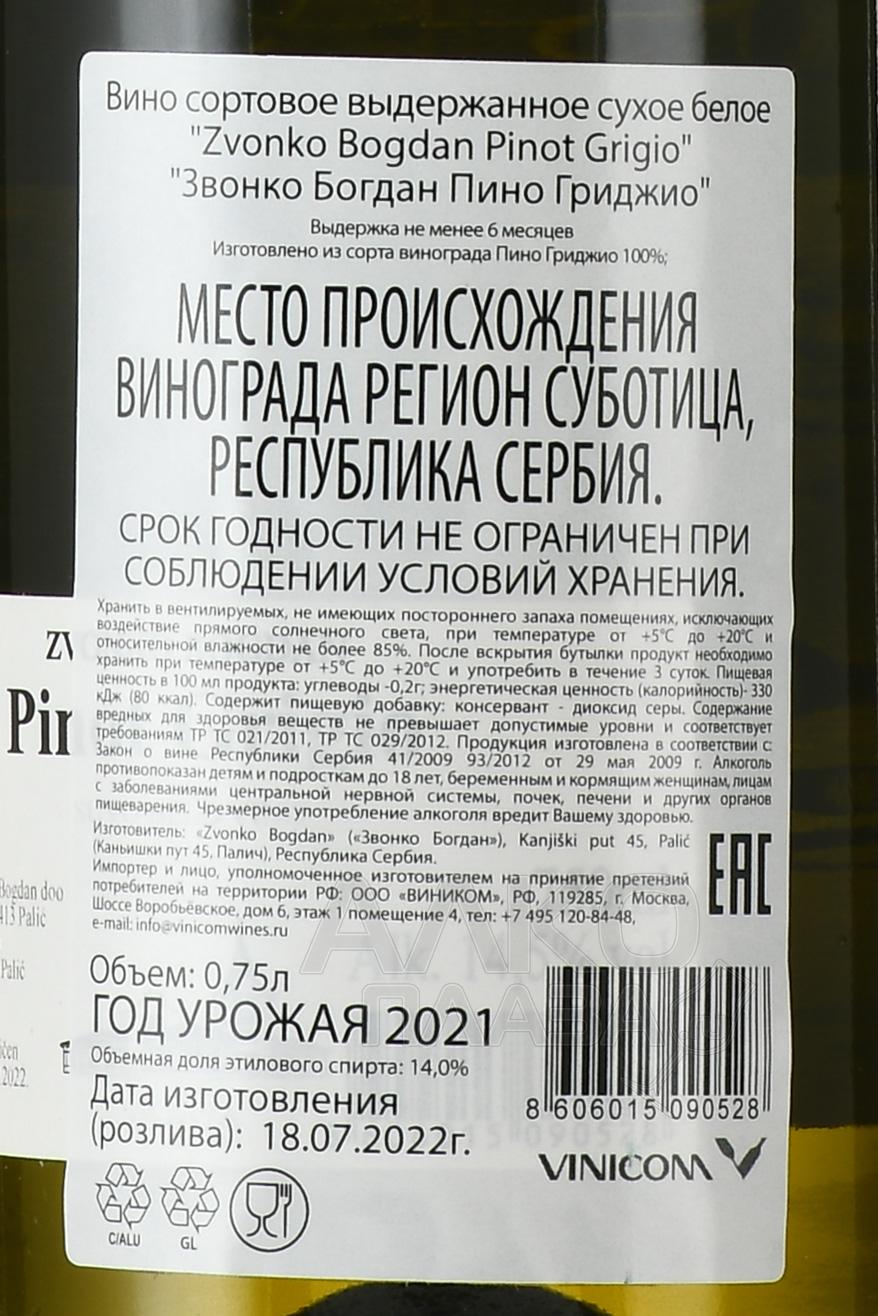 Вино сортовое выдержанное сухое белое
"Zvonko Bogdan Pinot Grigio"
"Звонко Богдан Пино Гриджио"
Выдержка не менее 6 месяцев
Изготовлено из сорта винограда Пино Гриджио 100%;
МЕСТО ПРОИСХОЖДЕНИЯ
ВИНОГРАДА РЕГИОН СУБОТИЦА,
РЕСПУБЛИКА СЕРБИЯ.
СРОК ГОДНОСТИ НЕ ОГРАНИЧЕН ПРИ
СОБЛЮДЕНИИ УСЛОВИЙ ХРАНЕНИЯ.
Хранить в вентилируемых, не имеющих постороннего запаха помещениях, исключающих
воздействие прямого солнечного света, при температуре от +5°С до +20°С и
относительной влажности не более 85%. После вскрытия бутылки продукт необходимо
хранить при температуре от +5°С до +20°С и употребить в течение 3 суток. Пищевая
ценность в 100 мл продукта: углеводы -0,2г; энергетическая ценность (калорийность)- 330
кДж (80 ккал). Содержит пищевую добавку: консервант - диоксид серы. Содержание
вредных для здоровья веществ не превышает допустимые уровни и соответствует
требованиям ТР ТС 021/2011, ТР ТС 029/2012. Продукция изготовлена в соответствии с:
Закон о вине Республики Сербия 41/2009 93/2012 от 29 мая 2009 г. Алкоголь
противопоказан детям и подросткам до 18 лет, беременным и кормящим женщинам, лицам
с заболеваниями центральной нервной системы, почек, печени и других органов
пищеварения. Чрезмерное употребление алкоголя вредит Вашему здоровью.
Изготовитель: «Zvonko Bogdan» («Звонко Богдан»), Kanjiški put 45, Palić
(Каньишки пут 45, Палич), Республика Сербия.
Импортер и лицо, уполномоченное изготовителем на принятие претензий
потребителей на территории РФ: ООО «ВИНИКОМ», РФ, 119285, г. Москва,
Шоссе Воробьёвское, дом 6, этаж 1 помещение 4, тел: +7 495 120-84-48,
e-mail: info@vinicomwines.ru
EAC
Объем: 0,75л
ГОД УРОЖАЯ 2021
Объемная доля этилового спирта: 14,0%
Дата изготовления
(розлива): 18.07.2022г.
8 606015 090528
VINICOM
C/ALU
GL
Pin
Bogdan doo
Palić
Palić
2022.
АЛКО
ПЛАВАЗ